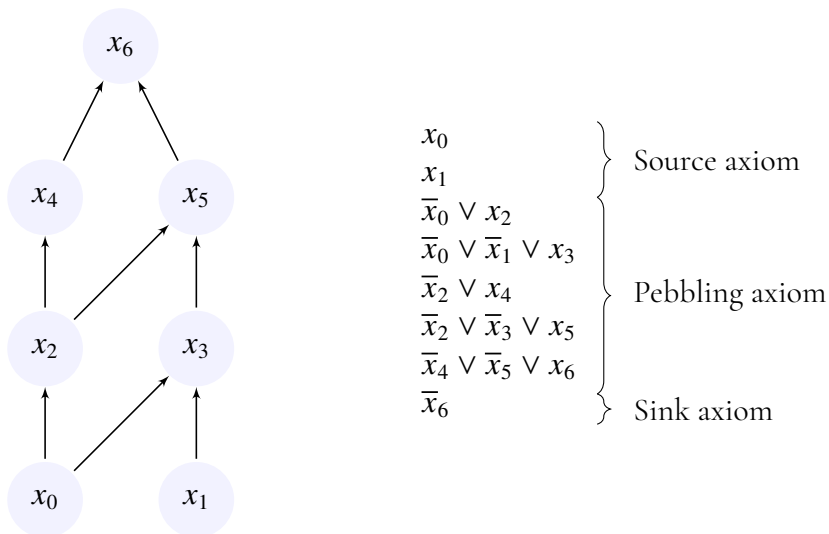 x₆
x₄ x₅
x₂ x₃
x₀ x₁
x₀
x₁
x̅₀ ∨ x₂
x̅₀ ∨ x̅₁ ∨ x₃
x̅₂ ∨ x₄
x̅₂ ∨ x̅₃ ∨ x₅
x̅₄ ∨ x̅₅ ∨ x₆
x̅₆
Source axiom
Pebbling axiom
Sink axiom